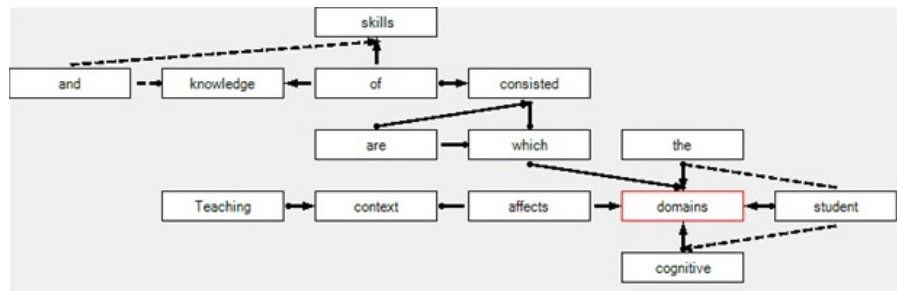 skills
and knowledge of consisted
are which the
Teaching context affects domains student
cognitive